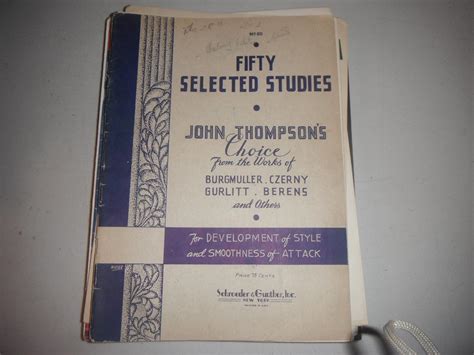 FIFTY
SELECTED STUDIES
JOHN THOMPSON'S
Choice
From the Works of
BURGMULLER, CZERNY
GURLITT, BERENS
and Others
For DEVELOPMENT of STYLE
and SMOOTHNESS of ATTACK
Schroeder & Gunther, Inc.
NEW YORK